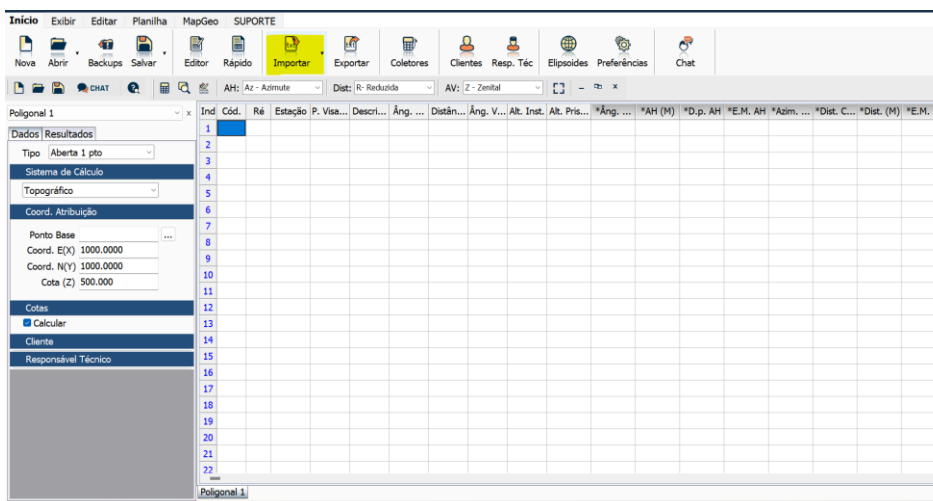 Início Exibir Editar Planilha MapGeo SUPORTE
Nova Abrir Backups Salvar Editor Rápido Importar Exportar Coletores Clientes Resp. Téc Elipsoides Preferências Chat
CHAT AH: Az - Azimute Dist: R- Reduzida AV: Z - Zenital
Poligonal 1
Ind Cód. Ré Estação P. Visa... Descri... Âng. ... Distân... Âng. V... Alt. Inst. Alt. Pris... *Âng. ... *AH (M) *D.p. AH *E.M. AH *Azim. ... *Dist. C... *Dist. (M) *E.M.
Dados Resultados
Tipo Aberta 1 pto
Sistema de Cálculo
Topográfico
Coord. Atribuição
Ponto Base ...
Coord. E(X) 1000.0000
Coord. N(Y) 1000.0000
Cota (Z) 500.000
Cotas
Calcular
Cliente
Responsável Técnico
1
2
3
4
5
6
7
8
9
10
11
12
13
14
15
16
17
18
19
20
21
22
Poligonal 1